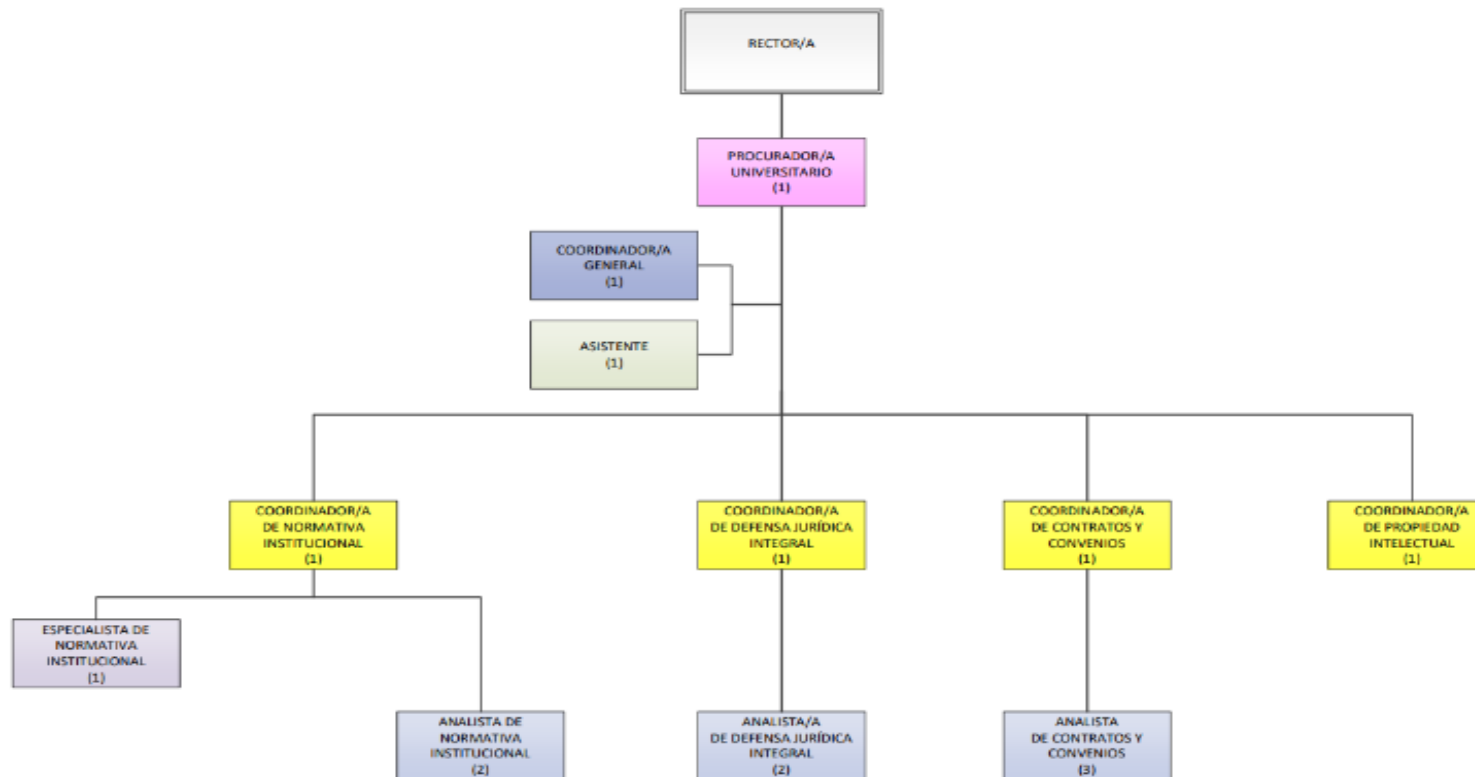 RECTOR/A
PROCURADOR/A
UNIVERSITARIO
(1)
COORDINADOR/A
GENERAL
(1)
ASISTENTE
(1)
COORDINADOR/A
DE NORMATIVA
INSTITUCIONAL
(1)
COORDINADOR/A
DE DEFENSA JURÍDICA
INTEGRAL
(1)
COORDINADOR/A
DE CONTRATOS Y
CONVENIOS
(1)
COORDINADOR/A
DE PROPIEDAD
INTELECTUAL
(1)
ESPECIALISTA DE
NORMATIVA
INSTITUCIONAL
(1)
ANALISTA DE
NORMATIVA
INSTITUCIONAL
(2)
ANALISTA/A
DE DEFENSA JURÍDICA
INTEGRAL
(2)
ANALISTA
DE CONTRATOS Y
CONVENIOS
(3)